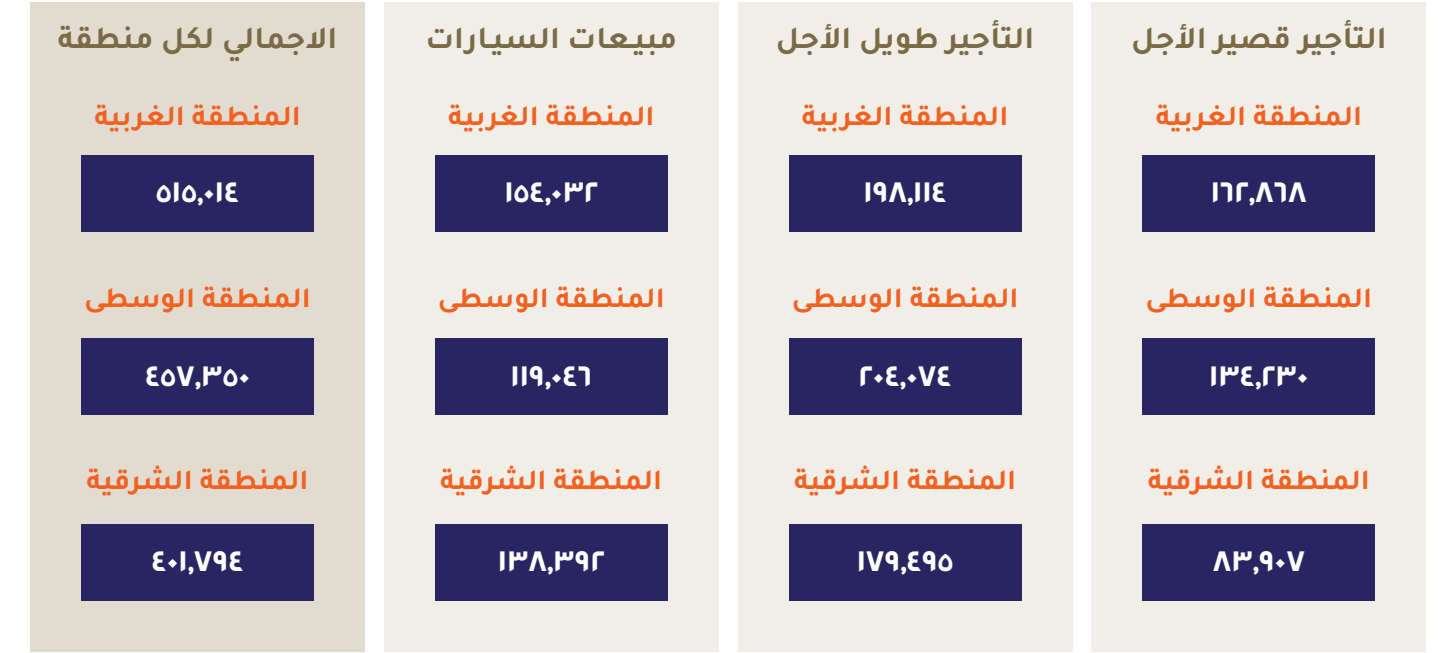 التأجير قصير الأجل
المنطقة الغربية
١٦٢,٨٦٨
المنطقة الوسطى
١٣٤,٢٣٠
المنطقة الشرقية
٨٣,٩٠٧
التأجير طويل الأجل
المنطقة الغربية
١٩٨,١١٤
المنطقة الوسطى
٢٠٤,٠٧٤
المنطقة الشرقية
١٧٩,٤٩٥
مبيعات السيارات
المنطقة الغربية
١٥٤,٠٣٢
المنطقة الوسطى
١١٩,٠٤٦
المنطقة الشرقية
١٣٨,٣٩٢
الاجمالي لكل منطقة
المنطقة الغربية
٥١٥,٠١٤
المنطقة الوسطى
٤٥٧,٣٥٠
المنطقة الشرقية
٤٠١,٧٩٤